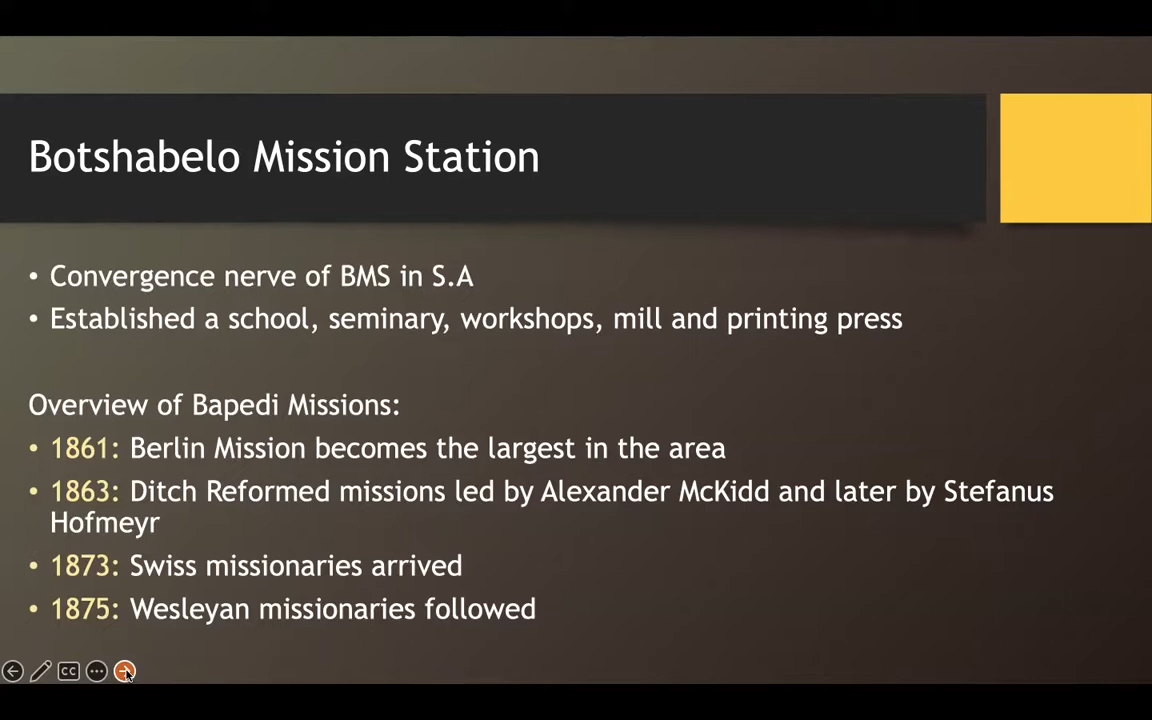 Botshabelo Mission Station
• Convergence nerve of BMS in S.A
• Established a school, seminary, workshops, mill and printing press
Overview of Bapedi Missions:
• 1861: Berlin Mission becomes the largest in the area
• 1863: Ditch Reformed missions led by Alexander McKidd and later by Stefanus
Hofmeyr
• 1873: Swiss missionaries arrived
• 1875: Wesleyan missionaries followed
CC